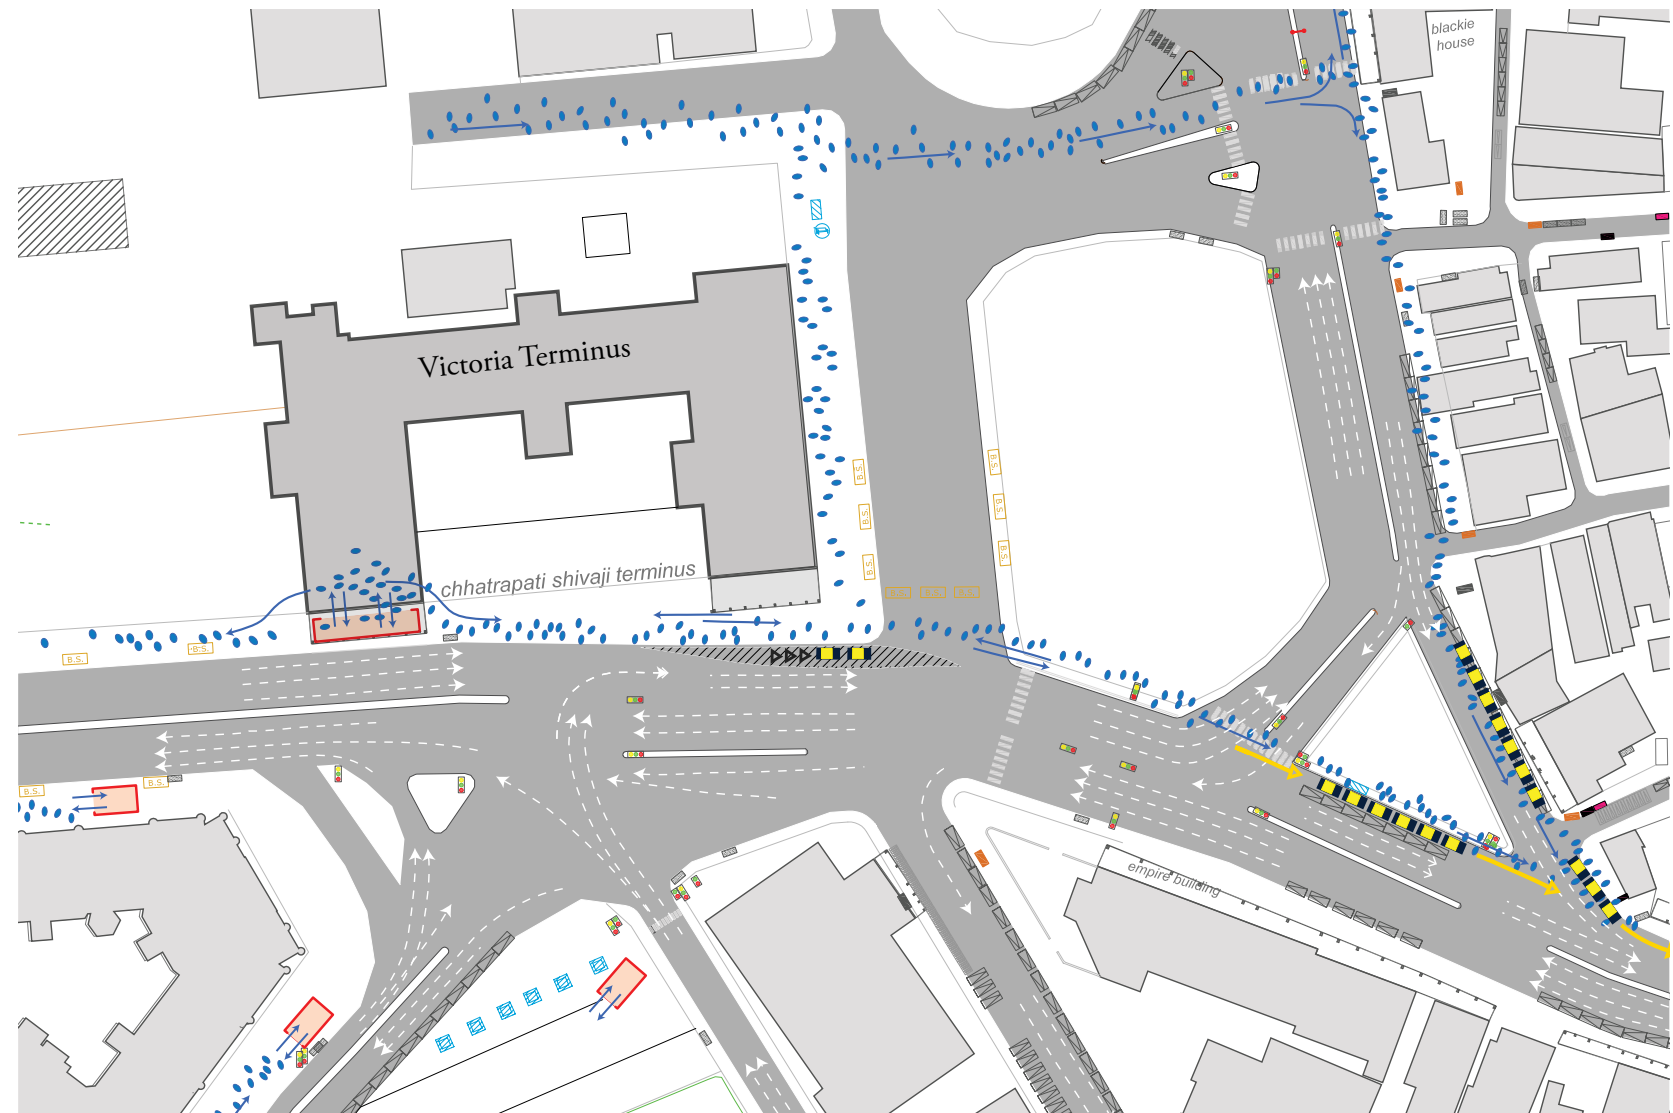 blackie
house
Victoria Terminus
B.S.
B.S.
B.S.
B.S.
B.S.
B.S.
chhatrapati shivaji terminus
B.S.
B.S.
B.S.
B.S.
B.S.
B.S.
B.S.
empire building